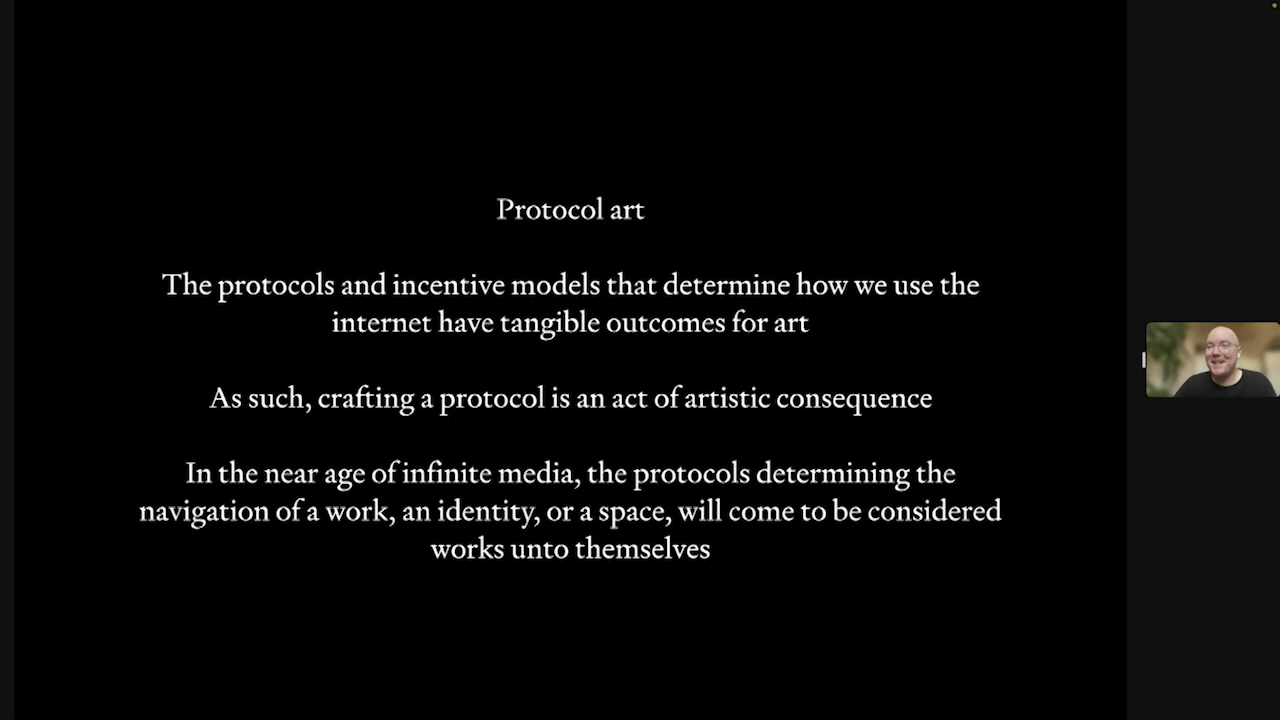 Protocol art
The protocols and incentive models that determine how we use the
internet have tangible outcomes for art
As such, crafting a protocol is an act of artistic consequence
In the near age of infinite media, the protocols determining the
navigation of a work, an identity, or a space, will come to be considered
works unto themselves